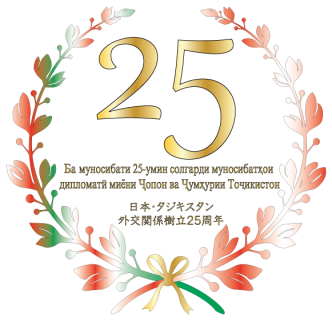 25
Ба муносибати 25-умин солгарди муносибатҳои
дипломатӣ миёни Ҷопон ва Ҷумҳурии Тоҷикистон
日本・タジキスタン
外交関係樹立25周年